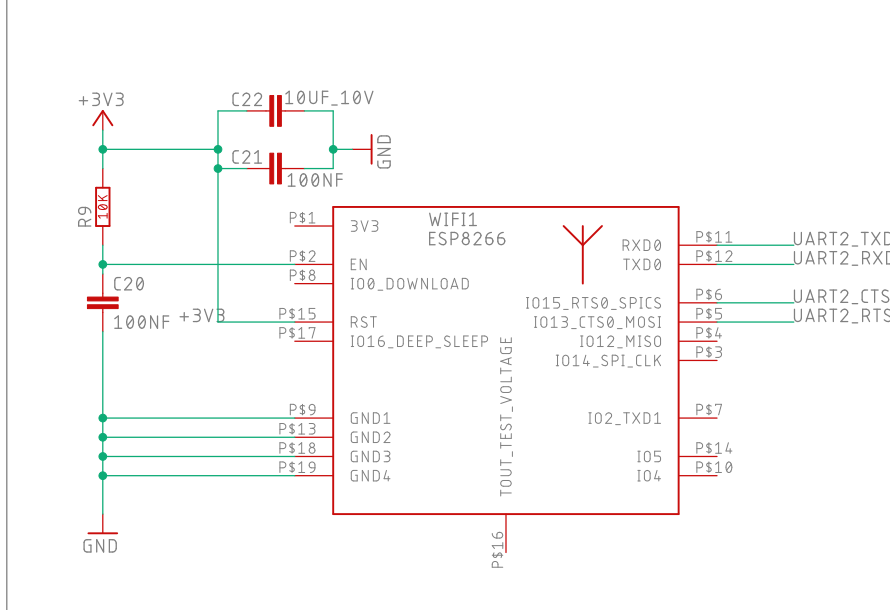 +3V3
C22
10UF_10V
C21
100NF
GND
R9
10K
C20
100NF
+3V3
GND
WIFI1
ESP8266
P$1
3V3
P$2
EN
P$8
IO0_DOWNLOAD
P$15
RST
P$17
IO16_DEEP_SLEEP
P$9
GND1
P$13
GND2
P$18
GND3
P$19
GND4
TOUT_TEST_VOLTAGE
P$16
RXD0
P$11
UART2_TXD
TXD0
P$12
UART2_RXD
IO15_RTS0_SPICS
P$6
UART2_CTS
IO13_CTS0_MOSI
P$5
UART2_RTS
IO12_MISO
P$4
IO14_SPI_CLK
P$3
IO2_TXD1
P$7
IO5
P$14
IO4
P$10